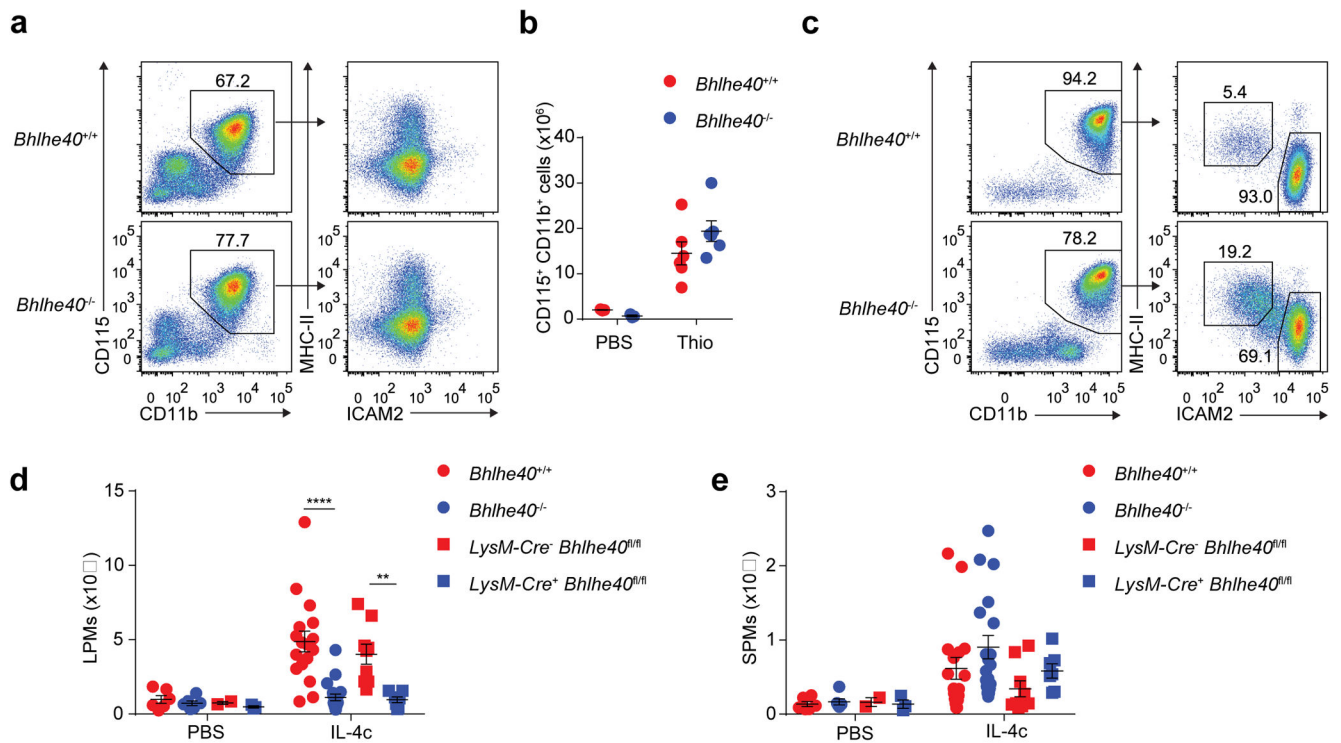 a
67.2
Bhlhe40+/+
CD115
MHC-II
77.7
Bhlhe40-/-
10⁵
10⁴
10³
10²
0
0 10² 10³ 10⁴ 10⁵
0 10² 10³ 10⁴ 10⁵
CD11b
ICAM2
b
Bhlhe40+/+
Bhlhe40-/-
CD115+ CD11b+ cells (x10⁶)
40
30
20
10
0
PBS Thio
c
94.2
5.4
93.0
Bhlhe40+/+
CD115
MHC-II
78.2
19.2
69.1
Bhlhe40-/-
10⁵
10⁴
10³
10²
0
0 10³ 10⁴ 10⁵
0 10² 10³ 10⁴ 10⁵
CD11b
ICAM2
d
Bhlhe40+/+
Bhlhe40-/-
LysM-Cre- Bhlhe40fl/fl
LysM-Cre+ Bhlhe40fl/fl
LPMs (x10□)
15
10
5
0
****
**
PBS IL-4c
e
Bhlhe40+/+
Bhlhe40-/-
LysM-Cre- Bhlhe40fl/fl
LysM-Cre+ Bhlhe40fl/fl
SPMs (x10□)
3
2
1
0
PBS IL-4c